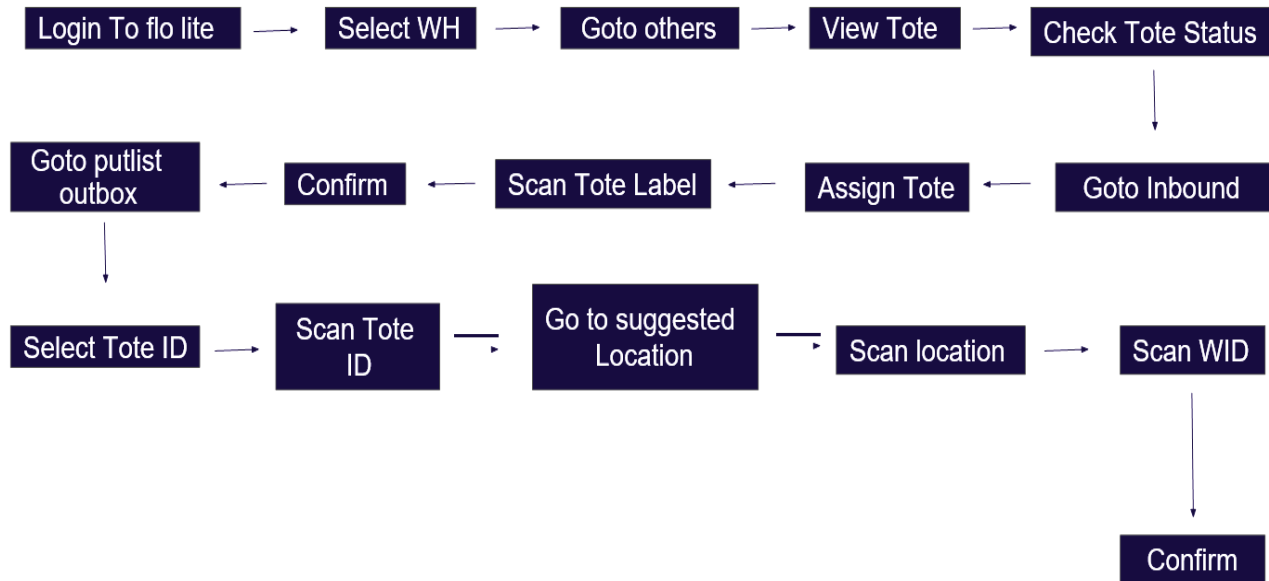 Login To flo lite
Select WH
Goto others
View Tote
Check Tote Status
Goto putlist
outbox
Confirm
Scan Tote Label
Assign Tote
Goto Inbound
Select Tote ID
Scan Tote
ID
Go to suggested
Location
Scan location
Scan WID
Confirm